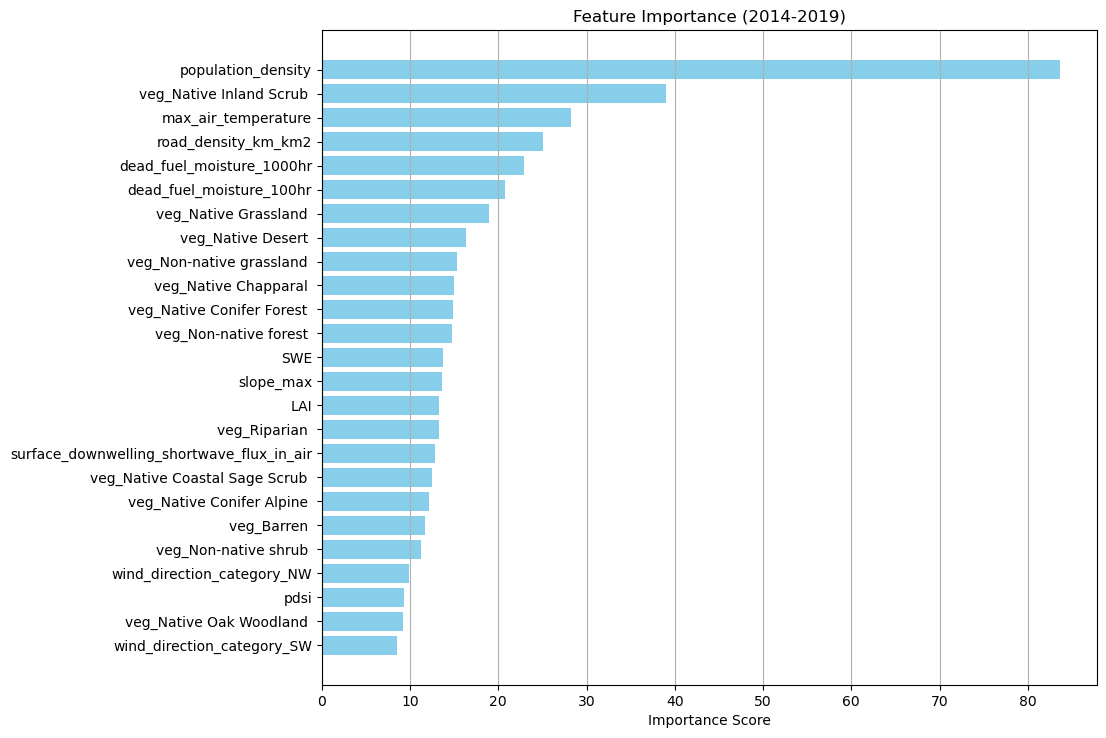 Feature Importance (2014-2019)
population_density
veg_Native Inland Scrub
max_air_temperature
road_density_km_km2
dead_fuel_moisture_1000hr
dead_fuel_moisture_100hr
veg_Native Grassland
veg_Native Desert
veg_Non-native grassland
veg_Native Chapparal
veg_Native Conifer Forest
veg_Non-native forest
SWE
slope_max
LAI
veg_Riparian
surface_downwelling_shortwave_flux_in_air
veg_Native Coastal Sage Scrub
veg_Native Conifer Alpine
veg_Barren
veg_Non-native shrub
wind_direction_category_NW
pdsi
veg_Native Oak Woodland
wind_direction_category_SW
0 10 20 30 40 50 60 70 80
Importance Score